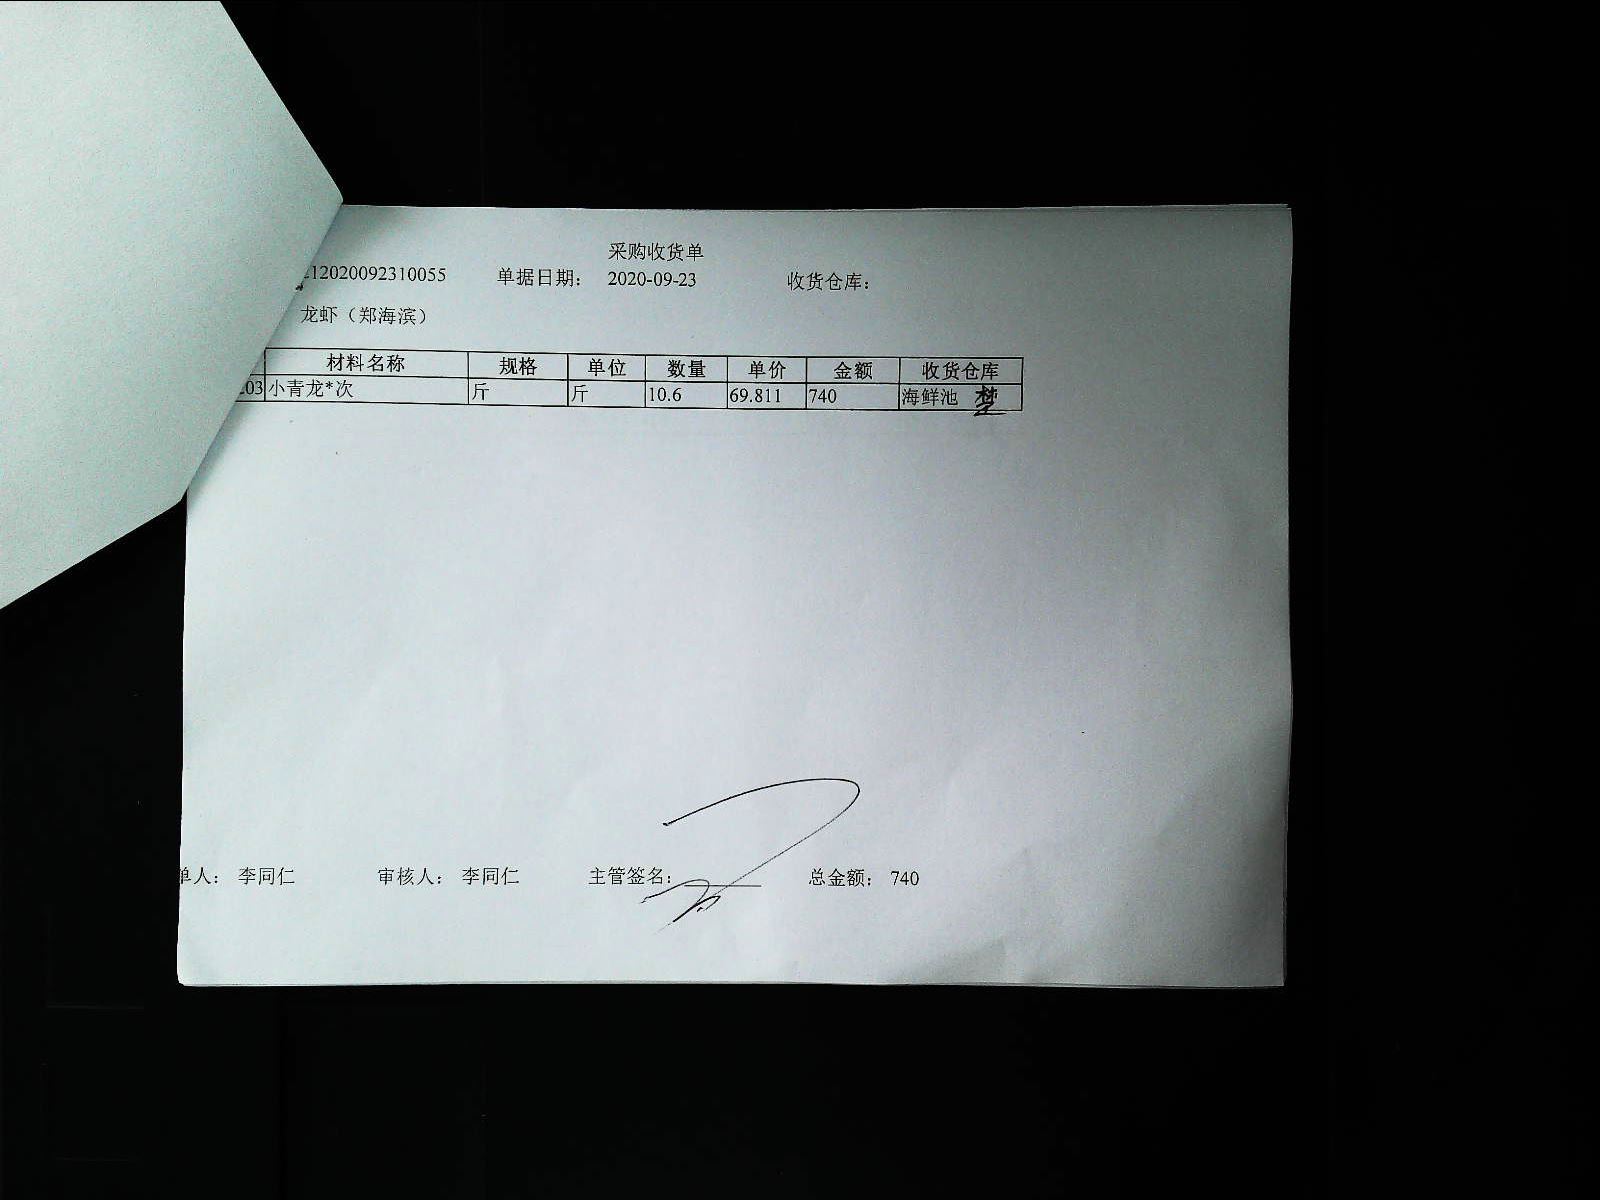 采购收货单
12020092310055 单据日期： 2020-09-23 收货仓库：
龙虾（郑海滨）
材料名称 规格 单位 数量 单价 金额 收货仓库
03 小青龙*次 斤 斤 10.6 69.811 740 海鲜池 楚
单人： 李同仁 审核人： 李同仁 主管签名： 总金额： 740